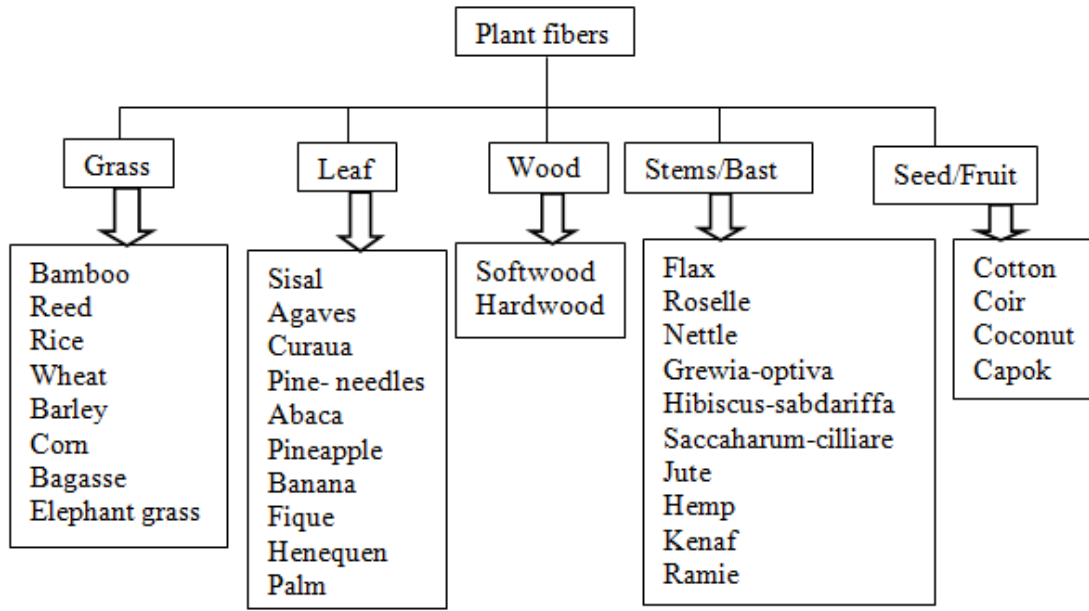 Plant fibers
Grass
Leaf
Wood
Stems/Bast
Seed/Fruit
Bamboo
Reed
Rice
Wheat
Barley
Corn
Bagasse
Elephant grass
Sisal
Agaves
Curaua
Pine- needles
Abaca
Pineapple
Banana
Fique
Henequen
Palm
Softwood
Hardwood
Flax
Roselle
Nettle
Grewia-optiva
Hibiscus-sabdariffa
Saccaharum-cilliare
Jute
Hemp
Kenaf
Ramie
Cotton
Coir
Coconut
Capok